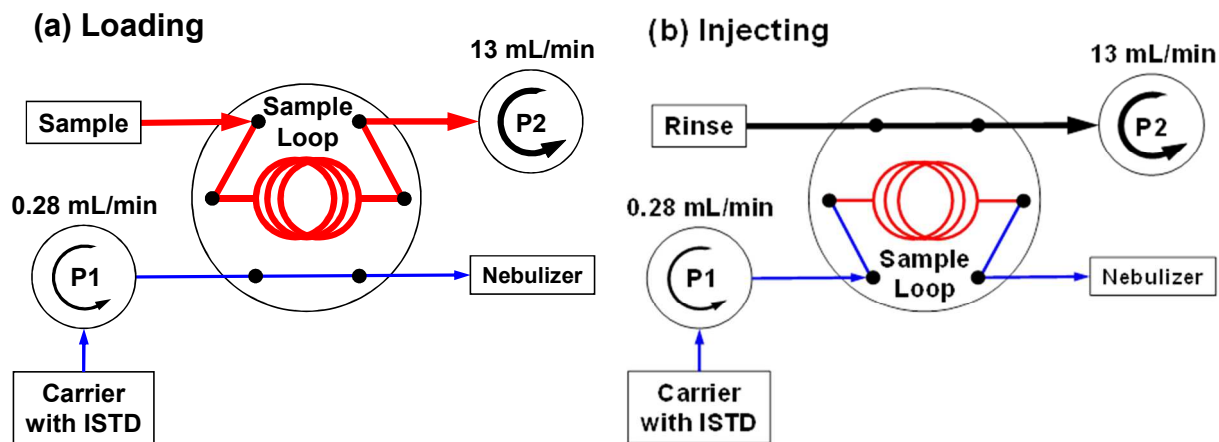 (a) Loading
13 mL/min
Sample
Sample
Loop
P2
0.28 mL/min
P1
Nebulizer
Carrier
with ISTD
(b) Injecting
13 mL/min
Rinse
P2
0.28 mL/min
P1
Sample
Loop
Nebulizer
Carrier
with ISTD